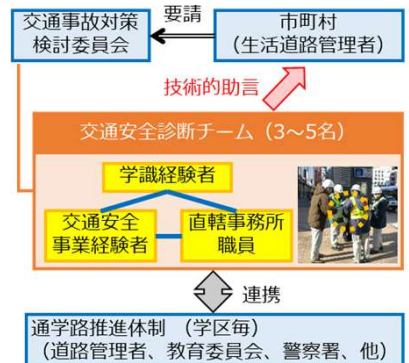 交通事故対策
検討委員会
要請
市町村
（生活道路管理者）
技術的助言
交通安全診断チーム（3～5名）
学識経験者
交通安全
事業経験者
直轄事務所
職員
連携
通学路推進体制　（学区毎）
（道路管理者、教育委員会、警察署、他）